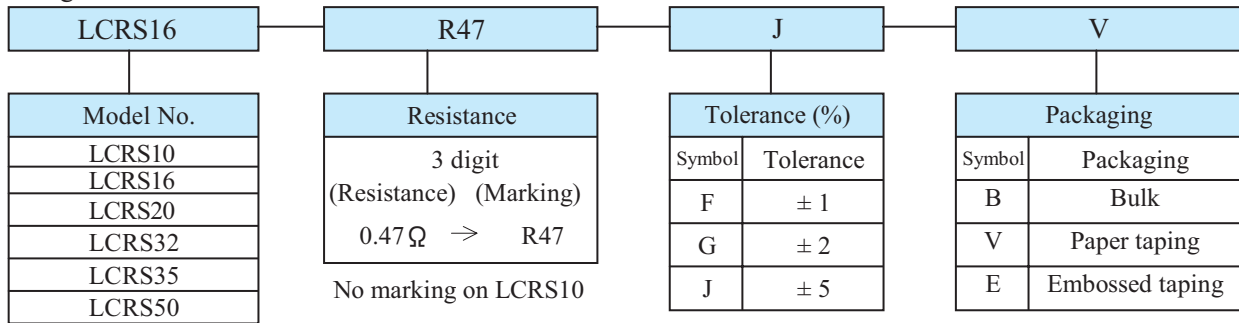 LCRS16 R47 J V
Model No.
LCRS10
LCRS16
LCRS20
LCRS32
LCRS35
LCRS50
Resistance
3 digit
(Resistance) (Marking)
0.47Ω → R47
No marking on LCRS10
Tolerance (%)
Symbol Tolerance
F ± 1
G ± 2
J ± 5
Packaging
Symbol Packaging
B Bulk
V Paper taping
E Embossed taping